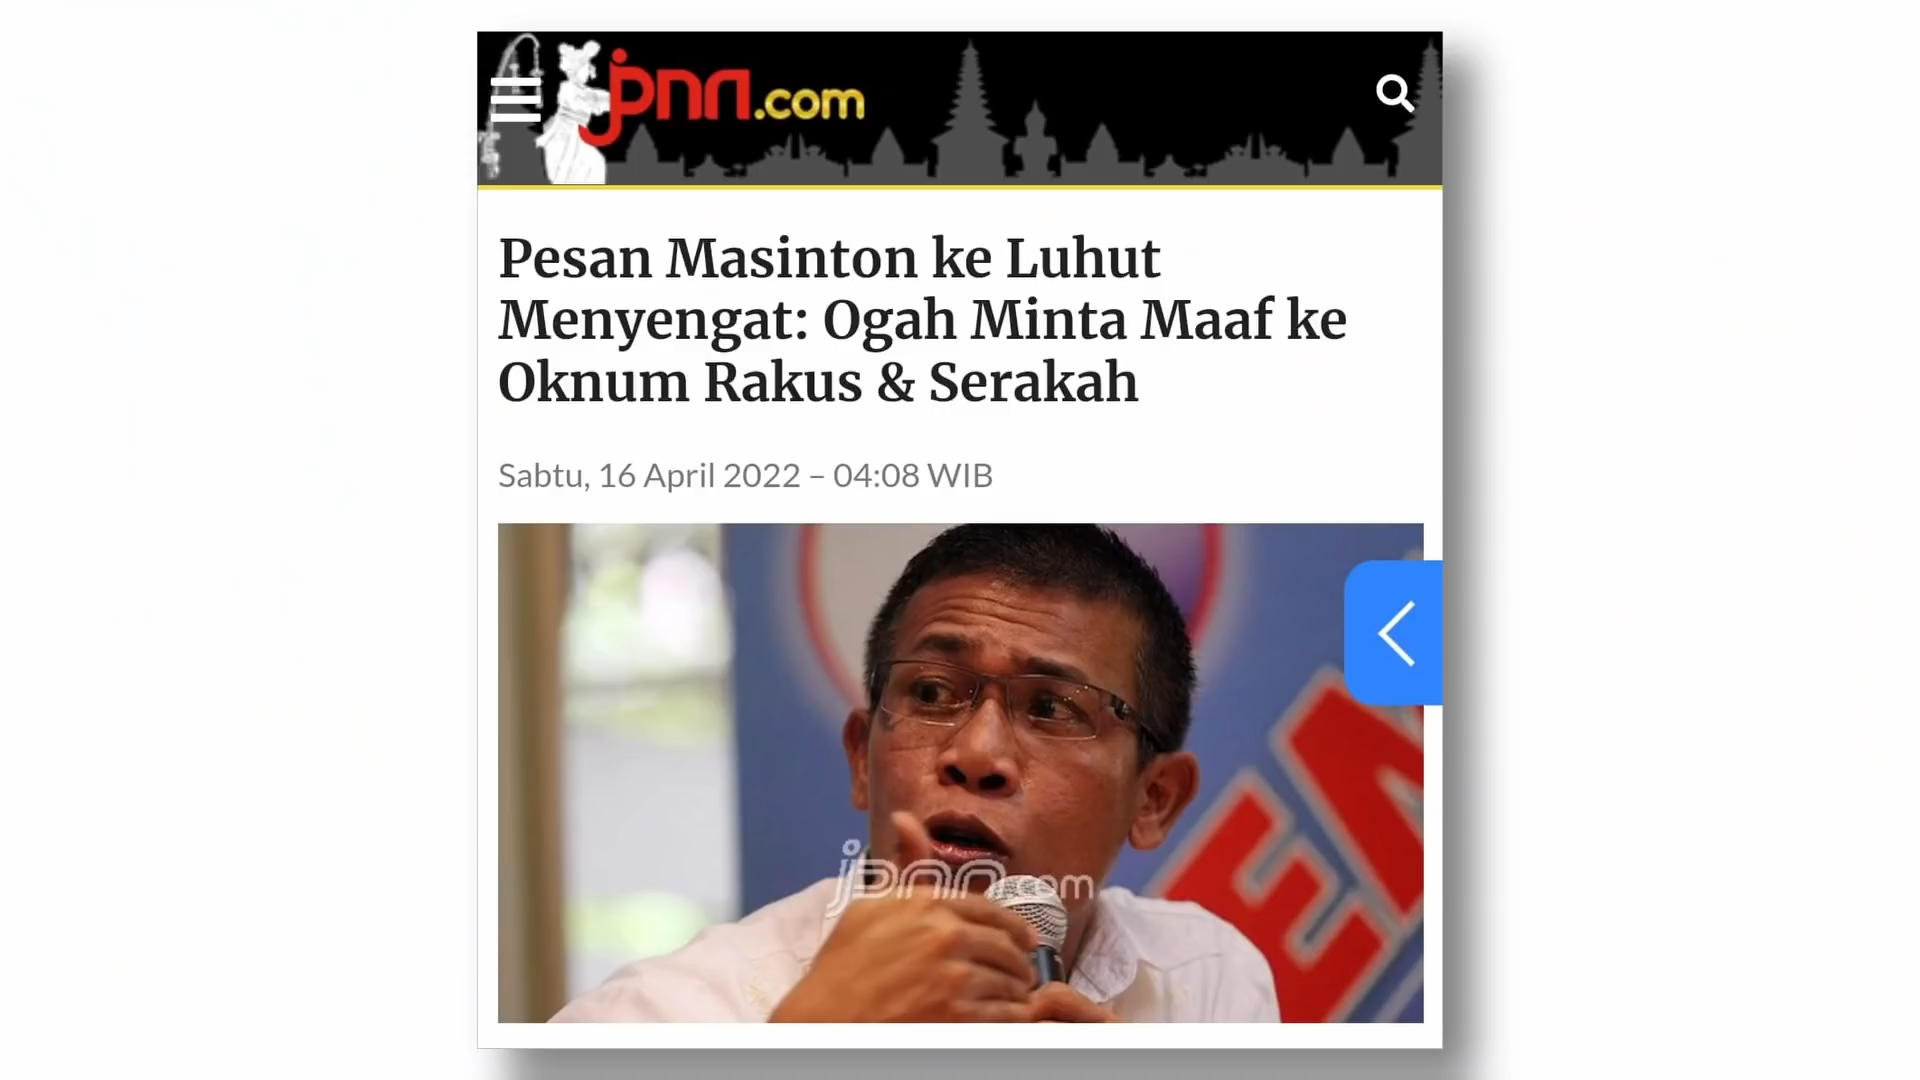 jpnn.com
Pesan Masinton ke Luhut
Menyengat: Ogah Minta Maaf ke
Oknum Rakus & Serakah
Sabtu, 16 April 2022 – 04:08 WIB
jpnn.com